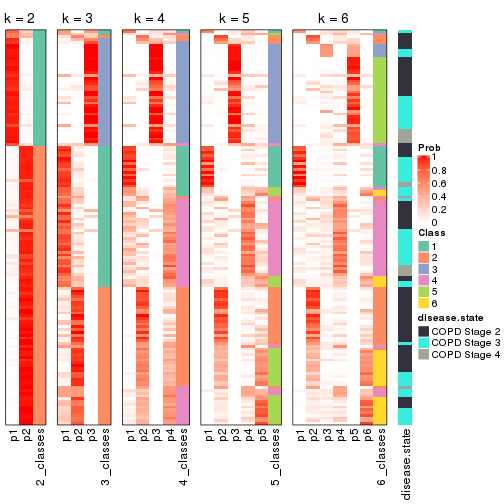 k = 2 k = 3 k = 4 k = 5 k = 6
Prob
1
0.8
0.6
0.4
0.2
0
Class
1
2
3
4
5
6
disease.state
COPD Stage 2
COPD Stage 3
COPD Stage 4
p1 p2 2_classes p1 p2 p3 3_classes p1 p2 p3 p4 4_classes p1 p2 p3 p4 p5 5_classes p1 p2 p3 p4 p5 p6 6_classes disease.state